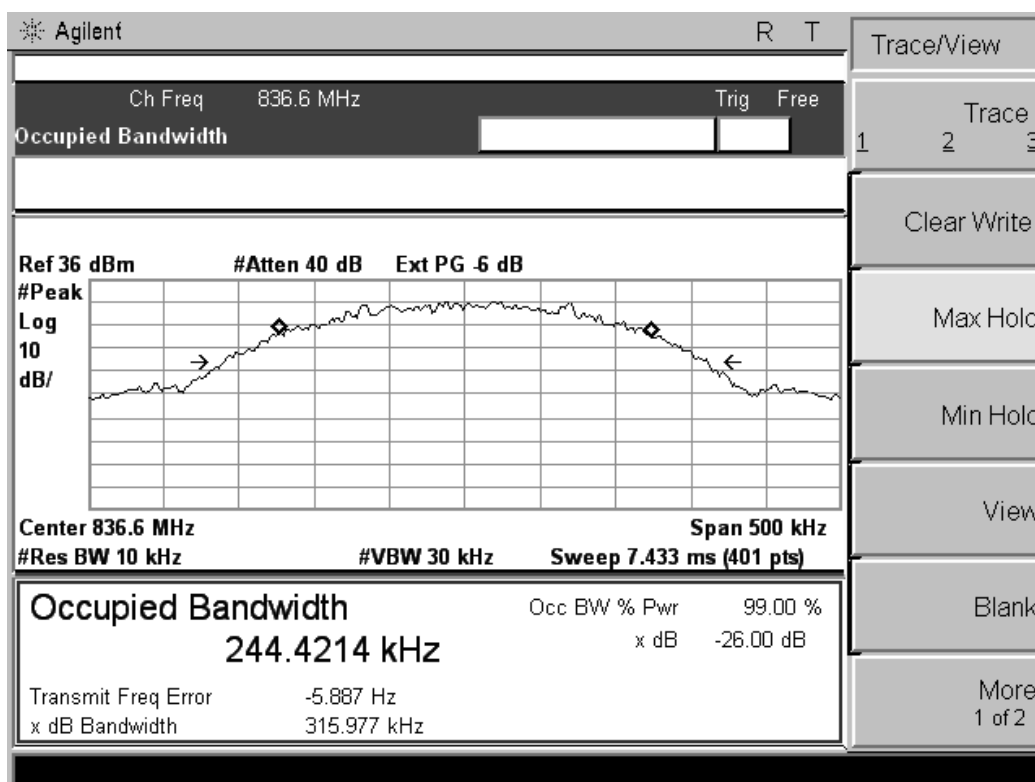 Agilent R T
Ch Freq 836.6 MHz Trig Free
Occupied Bandwidth
Ref 36 dBm #Atten 40 dB Ext PG -6 dB
#Peak
Log
10
dB/
Center 836.6 MHz Span 500 kHz
#Res BW 10 kHz #VBW 30 kHz Sweep 7.433 ms (401 pts)
Occupied Bandwidth Occ BW % Pwr 99.00 %
244.4214 kHz x dB -26.00 dB
Transmit Freq Error -5.887 Hz
x dB Bandwidth 315.977 kHz
Trace/View
Trace
1 2 3
Clear Write
Max Hold
Min Hold
View
Blank
More
1 of 2